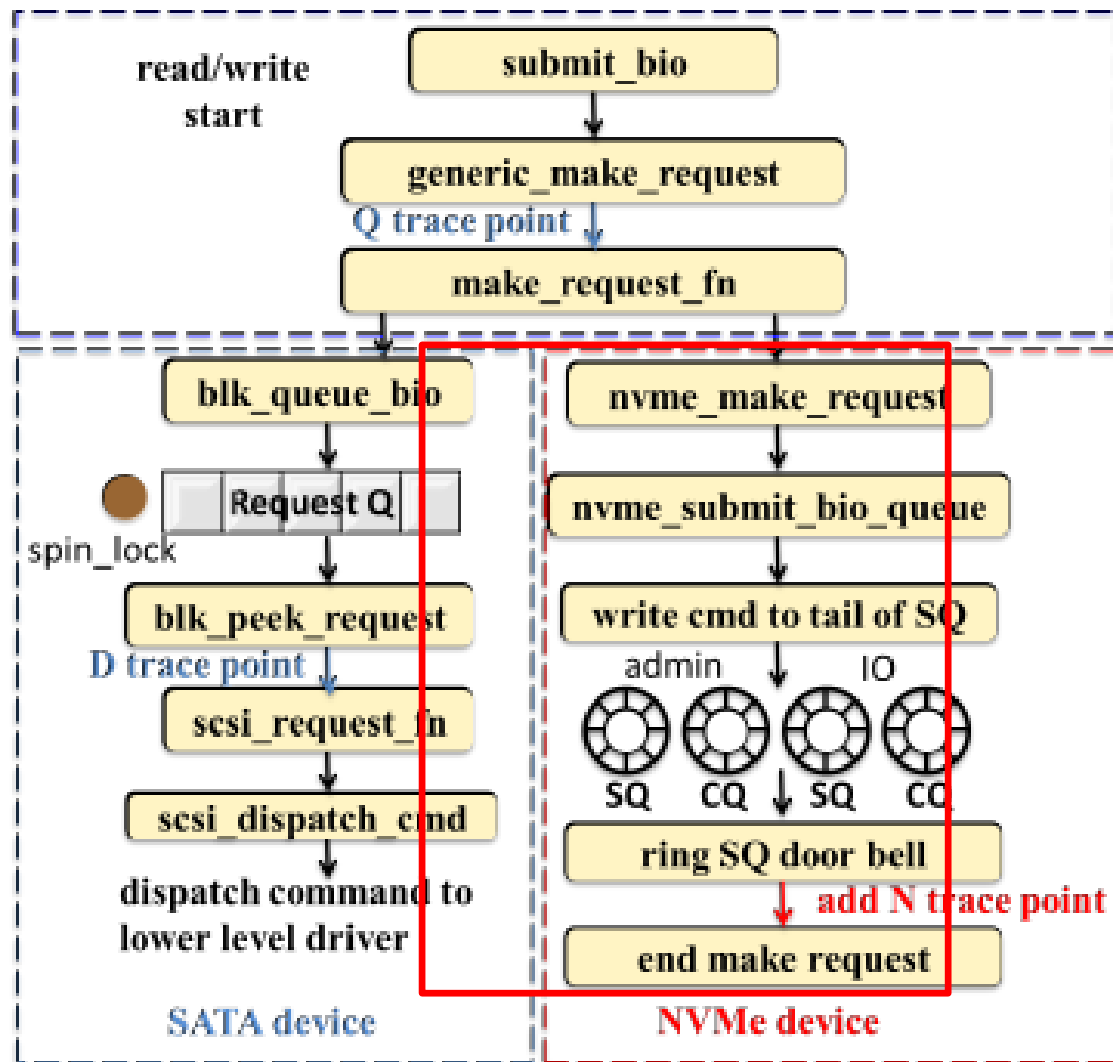 read/write
start
submit_bio
generic_make_request
Q trace point
make_request_fn
blk_queue_bio
Request Q
spin_lock
blk_peek_request
D trace point
scsi_request_fn
scsi_dispatch_cmd
dispatch command to
lower level driver
SATA device
nvme_make_request
nvme_submit_bio_queue
write cmd to tail of SQ
admin IO
SQ CQ SQ CQ
ring SQ door bell
add N trace point
end make request
NVMe device